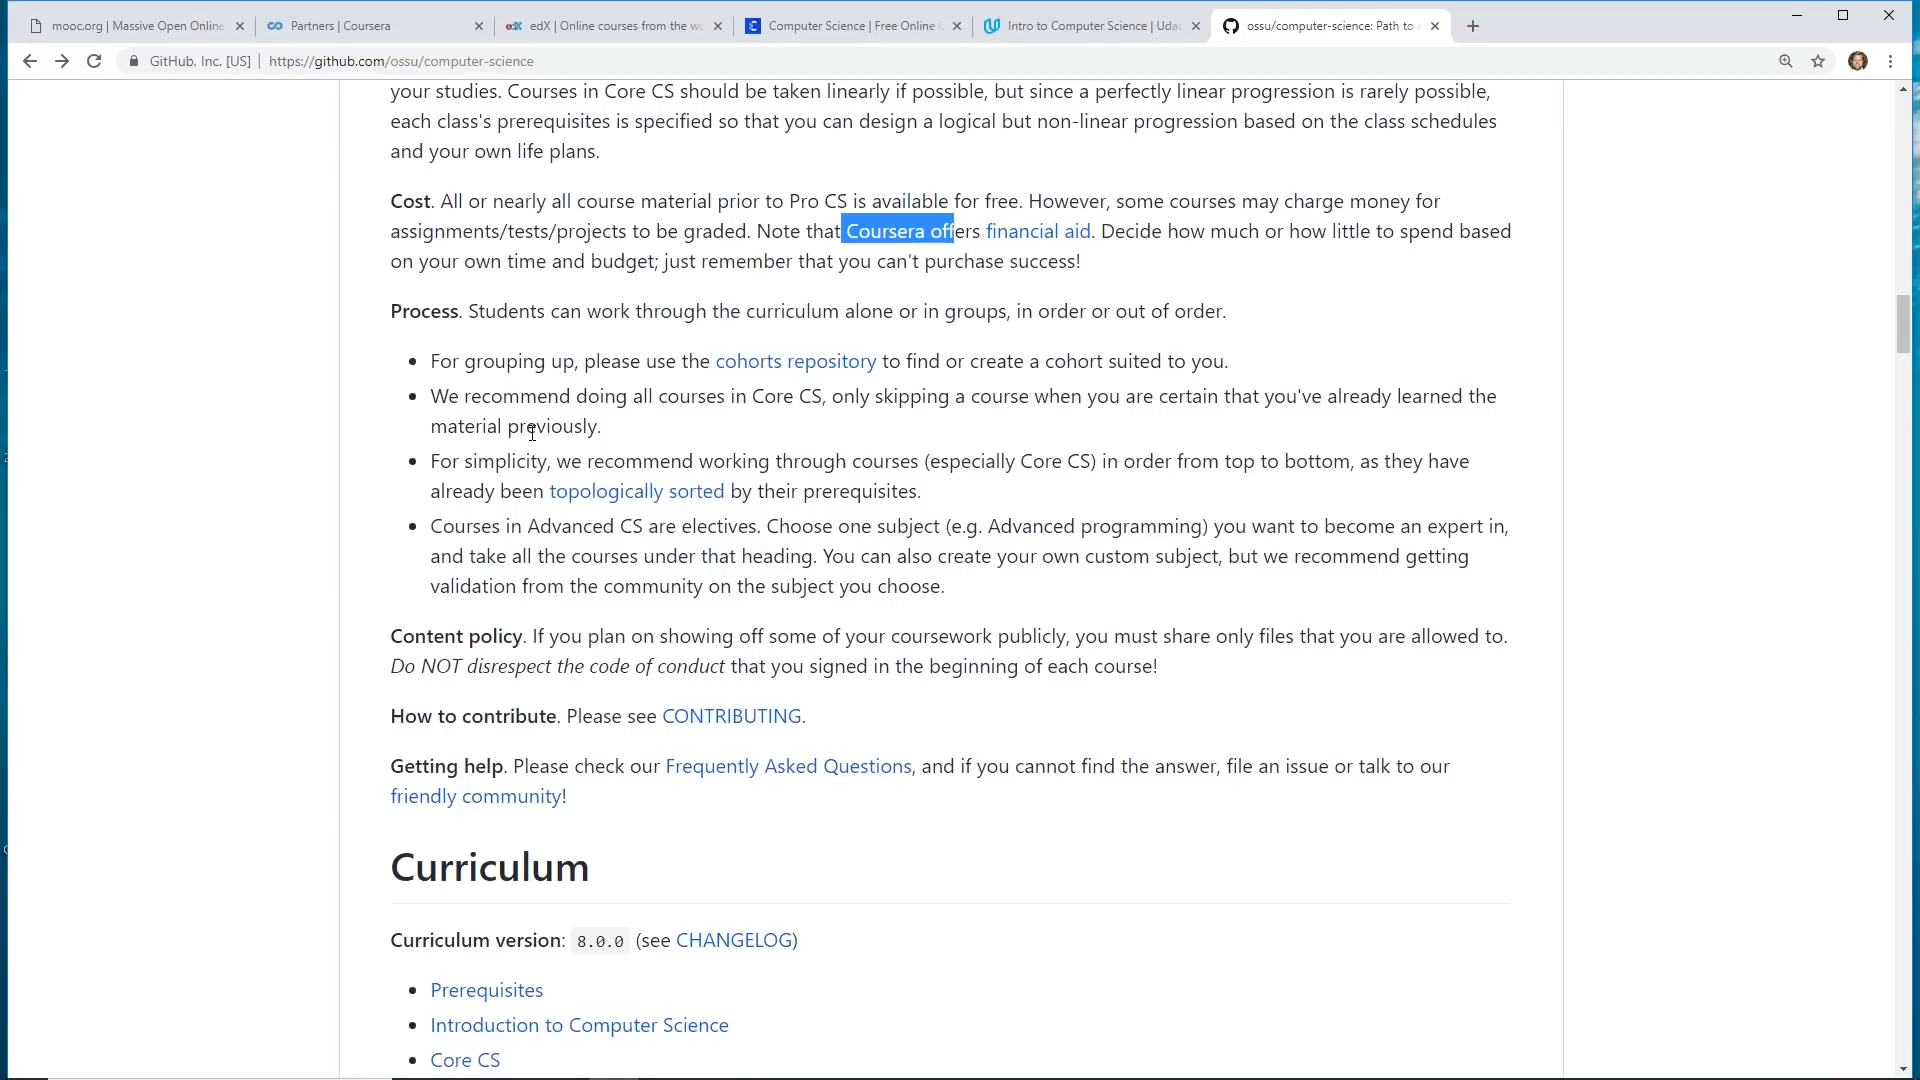 mooc.org | Massive Open Online
Partners | Coursera
edX | Online courses from the wo
Computer Science | Free Online C
Intro to Computer Science | Udac
ossu/computer-science: Path to a
GitHub, Inc. [US] | https://github.com/ossu/computer-science
your studies. Courses in Core CS should be taken linearly if possible, but since a perfectly linear progression is rarely possible,
each class's prerequisites is specified so that you can design a logical but non-linear progression based on the class schedules
and your own life plans.
Cost. All or nearly all course material prior to Pro CS is available for free. However, some courses may charge money for
assignments/tests/projects to be graded. Note that Coursera offers financial aid. Decide how much or how little to spend based
on your own time and budget; just remember that you can't purchase success!
Process. Students can work through the curriculum alone or in groups, in order or out of order.
• For grouping up, please use the cohorts repository to find or create a cohort suited to you.
• We recommend doing all courses in Core CS, only skipping a course when you are certain that you've already learned the
material previously.
• For simplicity, we recommend working through courses (especially Core CS) in order from top to bottom, as they have
already been topologically sorted by their prerequisites.
• Courses in Advanced CS are electives. Choose one subject (e.g. Advanced programming) you want to become an expert in,
and take all the courses under that heading. You can also create your own custom subject, but we recommend getting
validation from the community on the subject you choose.
Content policy. If you plan on showing off some of your coursework publicly, you must share only files that you are allowed to.
Do NOT disrespect the code of conduct that you signed in the beginning of each course!
How to contribute. Please see CONTRIBUTING.
Getting help. Please check our Frequently Asked Questions, and if you cannot find the answer, file an issue or talk to our
friendly community!
Curriculum
Curriculum version: 8.0.0 (see CHANGELOG)
• Prerequisites
• Introduction to Computer Science
• Core CS